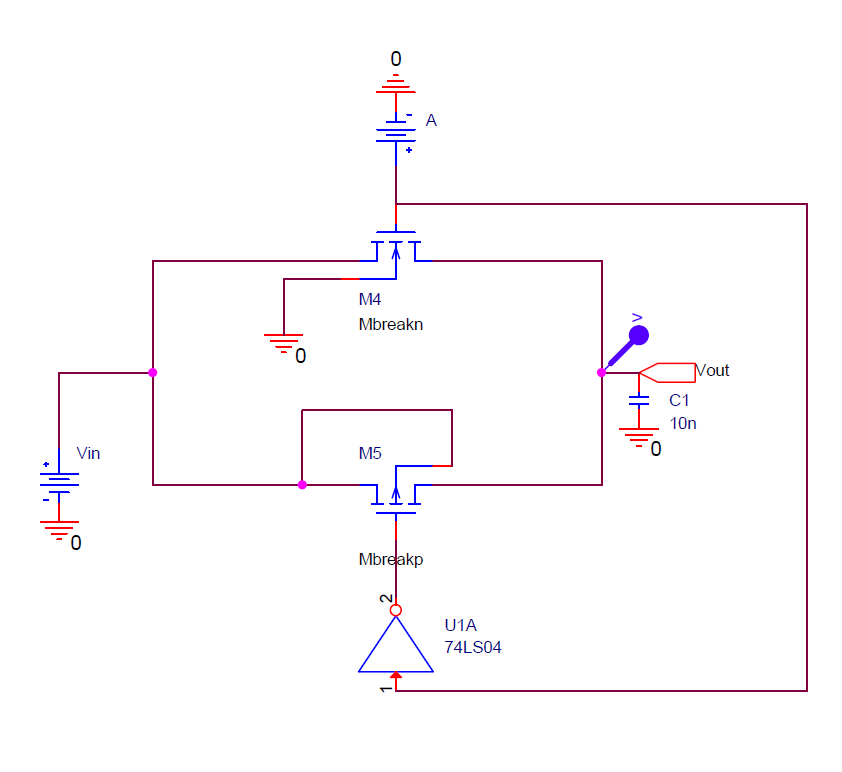 0
A
M4
Mbreakn
0
V
Vout
C1
10n
0
Vin
0
M5
Mbreakp
2
U1A
74LS04
1